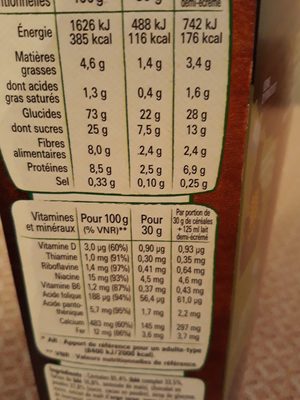 Énergie 1626 kJ 488 kJ 742 kJ
385 kcal 116 kcal 176 kcal
Matières
grasses 4,6 g 1,4 g 3,4 g
dont acides
gras saturés 1,3 g 0,4 g 1,6 g
Glucides 73 g 22 g 28 g
dont sucres 25 g 7,5 g 13 g
Fibres
alimentaires 8,0 g 2,4 g 2,4 g
Protéines 8,5 g 2,5 g 6,9 g
Sel 0,33 g 0,10 g 0,25 g
Vitamines et minéraux Pour 100 g (% VNR)** Pour 30 g Par portion de 30 g de céréales + 125 ml lait demi-écrémé
Vitamine D 3,0 µg (60%) 0,90 µg 0,93 µg
Thiamine 1,0 mg (91%) 0,30 mg 0,35 mg
Riboflavine 1,4 mg (97%) 0,41 mg 0,64 mg
Niacine 15 mg (93%) 4,5 mg 4,6 mg
Vitamine B6 1,2 mg (87%) 0,37 mg 0,43 mg
Acide folique 188 µg (94%) 56,4 µg 61,0 µg
Acide panto-
thénique 5,7 mg (95%) 1,7 mg 2,2 mg
Calcium 483 mg (60%) 145 mg 297 mg
Fer 12 mg (86%) 3,6 mg 3,7 mg
* AR : Apport de référence pour un adulte-type
(8400 kJ / 2000 kcal)
** VNR : Valeurs nutritionnelles de référence